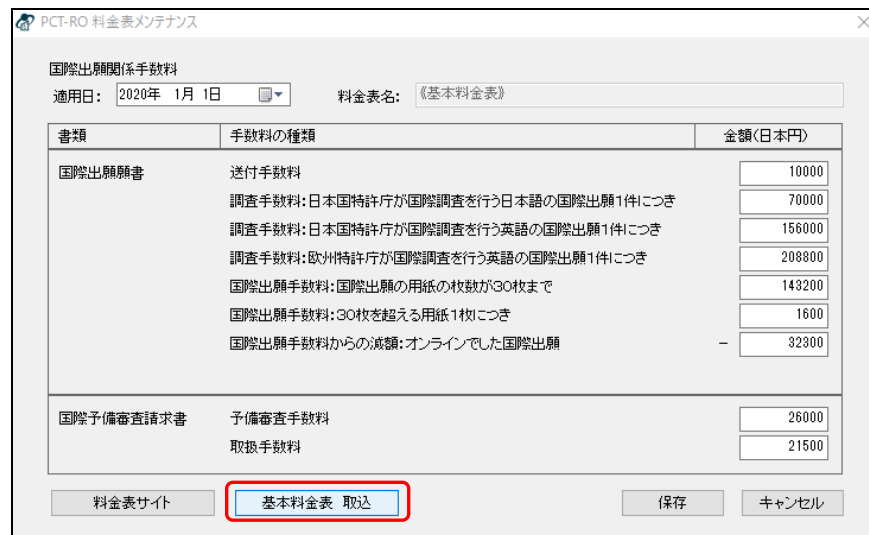 PCT-RO 料金表メンテナンス
国際出願関係手数料
適用日: 2020年 1月 1日 料金表名: 《基本料金表》
書類 手数料の種類 金額(日本円)
国際出願願書 送付手数料 10000
調査手数料:日本国特許庁が国際調査を行う日本語の国際出願1件につき 70000
調査手数料:日本国特許庁が国際調査を行う英語の国際出願1件につき 156000
調査手数料:欧州特許庁が国際調査を行う英語の国際出願1件につき 208800
国際出願手数料:国際出願の用紙の枚数が30枚まで 143200
国際出願手数料:30枚を超える用紙1枚につき 1600
国際出願手数料からの減額:オンラインでした国際出願 - 32300
国際予備審査請求書 予備審査手数料 26000
取扱手数料 21500
料金表サイト 基本料金表 取込 保存 キャンセル